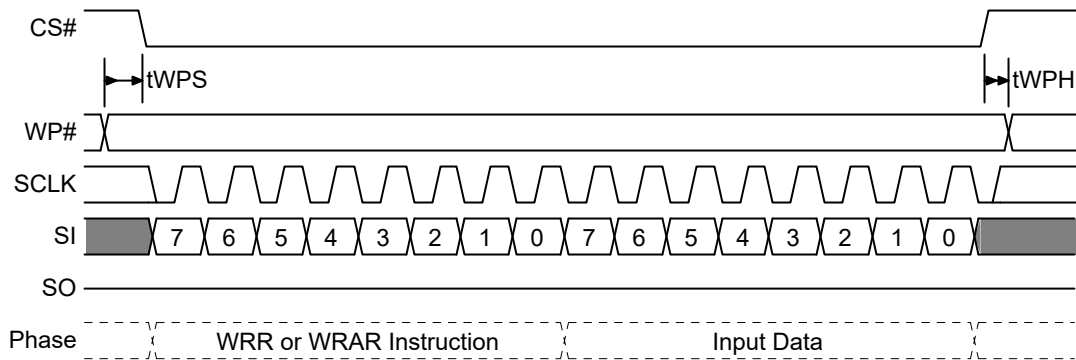 CS#
tWPS tWPH
WP#
SCLK
SI 7 6 5 4 3 2 1 0 7 6 5 4 3 2 1 0
SO
Phase WRR or WRAR Instruction Input Data